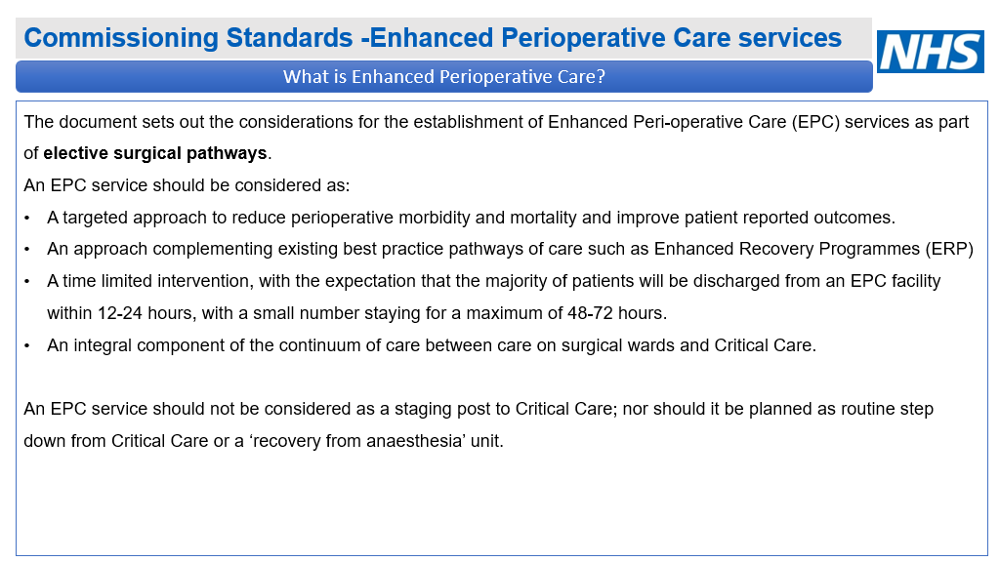 Commissioning Standards -Enhanced Perioperative Care services
NHS
What is Enhanced Perioperative Care?
The document sets out the considerations for the establishment of Enhanced Peri-operative Care (EPC) services as part
of elective surgical pathways.
An EPC service should be considered as:
• A targeted approach to reduce perioperative morbidity and mortality and improve patient reported outcomes.
• An approach complementing existing best practice pathways of care such as Enhanced Recovery Programmes (ERP)
• A time limited intervention, with the expectation that the majority of patients will be discharged from an EPC facility
within 12-24 hours, with a small number staying for a maximum of 48-72 hours.
• An integral component of the continuum of care between care on surgical wards and Critical Care.
An EPC service should not be considered as a staging post to Critical Care; nor should it be planned as routine step
down from Critical Care or a ‘recovery from anaesthesia’ unit.